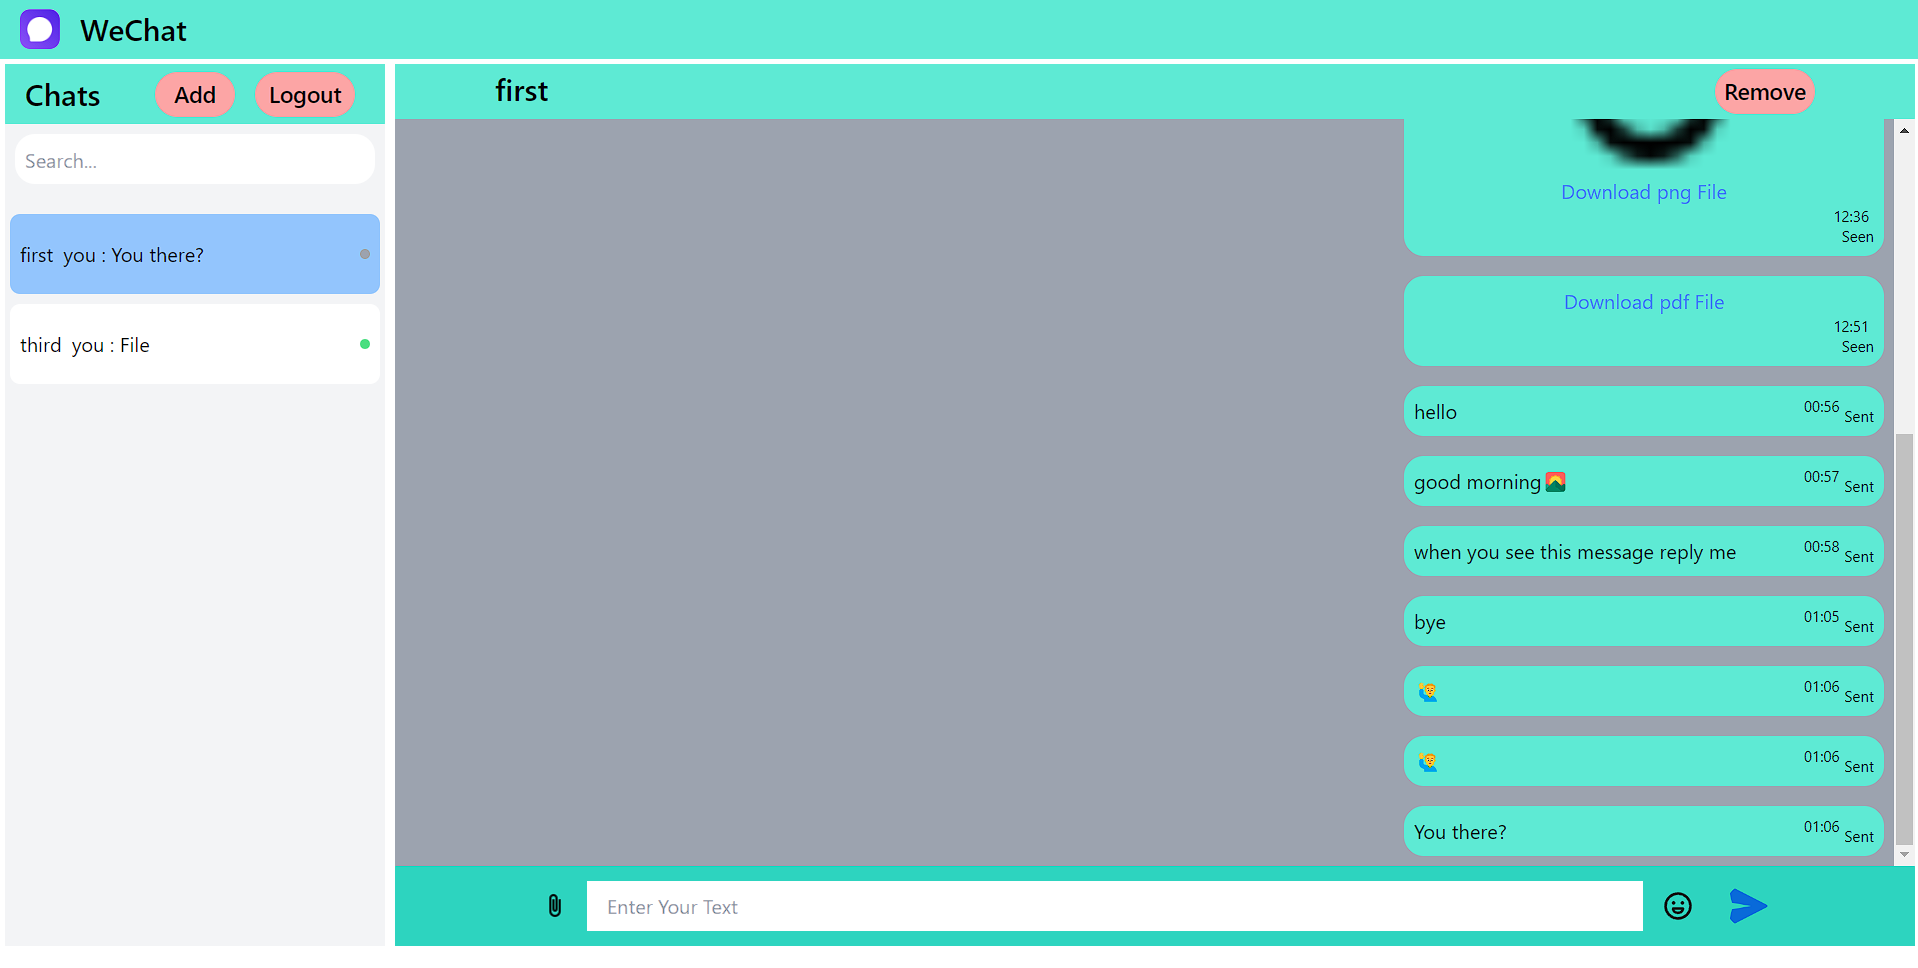 WeChat
Chats
Add
Logout
Search...
first you : You there?
third you : File
first
Remove
Download png File
12:36
Seen
Download pdf File
12:51
Seen
hello 00:56 Sent
good morning🌄 00:57 Sent
when you see this message reply me 00:58 Sent
bye 01:05 Sent
🙋‍♂️ 01:06 Sent
🙋‍♂️ 01:06 Sent
You there? 01:06 Sent
Enter Your Text